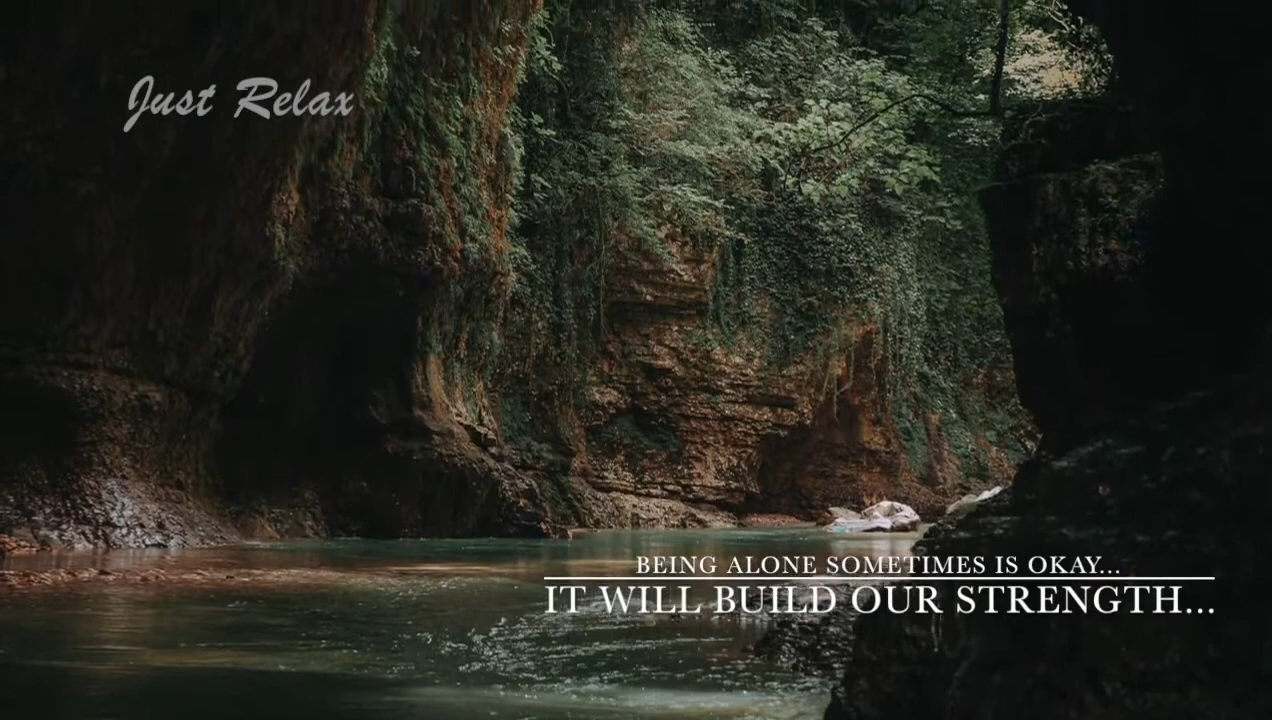 Just Relax
BEING ALONE SOMETIMES IS OKAY...
IT WILL BUILD OUR STRENGTH...